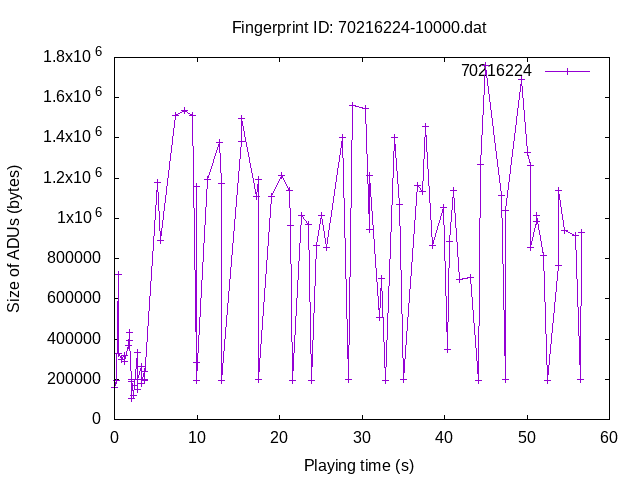 Fingerprint ID: 70216224-10000.dat
1.8x10^6
1.6x10^6
1.4x10^6
1.2x10^6
1x10^6
800000
600000
400000
200000
0
Size of ADUs (bytes)
70216224
0 10 20 30 40 50 60
Playing time (s)